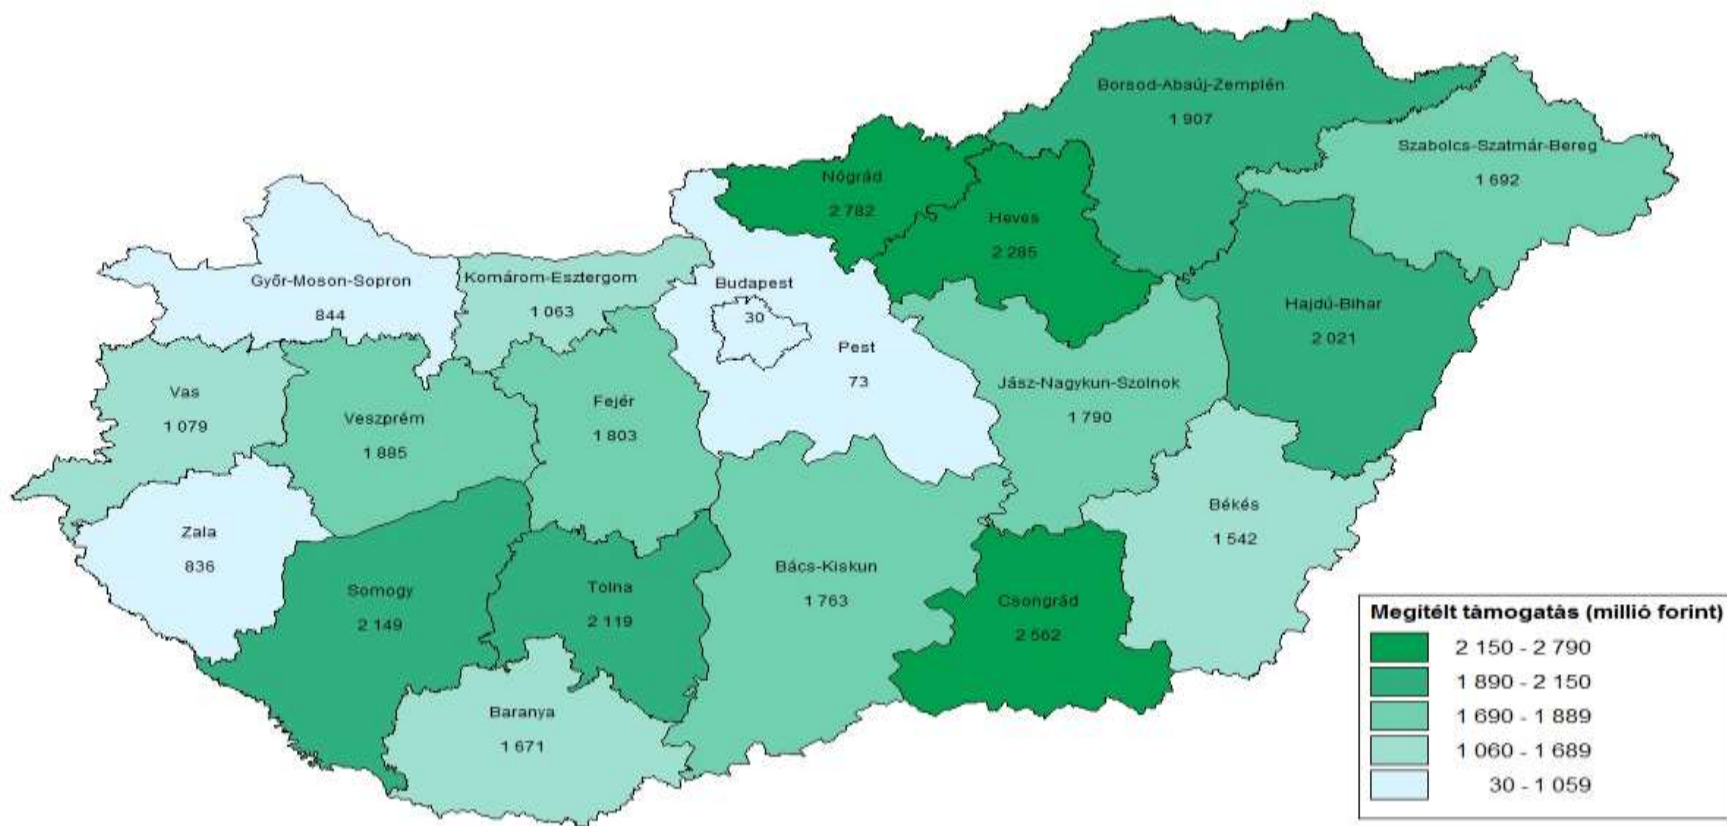 Borsod-Abaúj-Zemplén
1 907
Szabolcs-Szatmár-Bereg
1 692
Nógrád
2 782
Heves
2 285
Győr-Moson-Sopron
844
Komárom-Esztergom
1 063
Budapest
30
Hajdú-Bihar
2 021
Pest
73
Jász-Nagykun-Szolnok
1 790
Vas
1 079
Veszprém
1 885
Fejér
1 803
Békés
1 542
Zala
836
Somogy
2 149
Tolna
2 119
Bács-Kiskun
1 763
Csongrád
2 562
Baranya
1 671
Megítélt támogatás (millió forint)
2 150 - 2 790
1 890 - 2 150
1 690 - 1 889
1 060 - 1 689
30 - 1 059